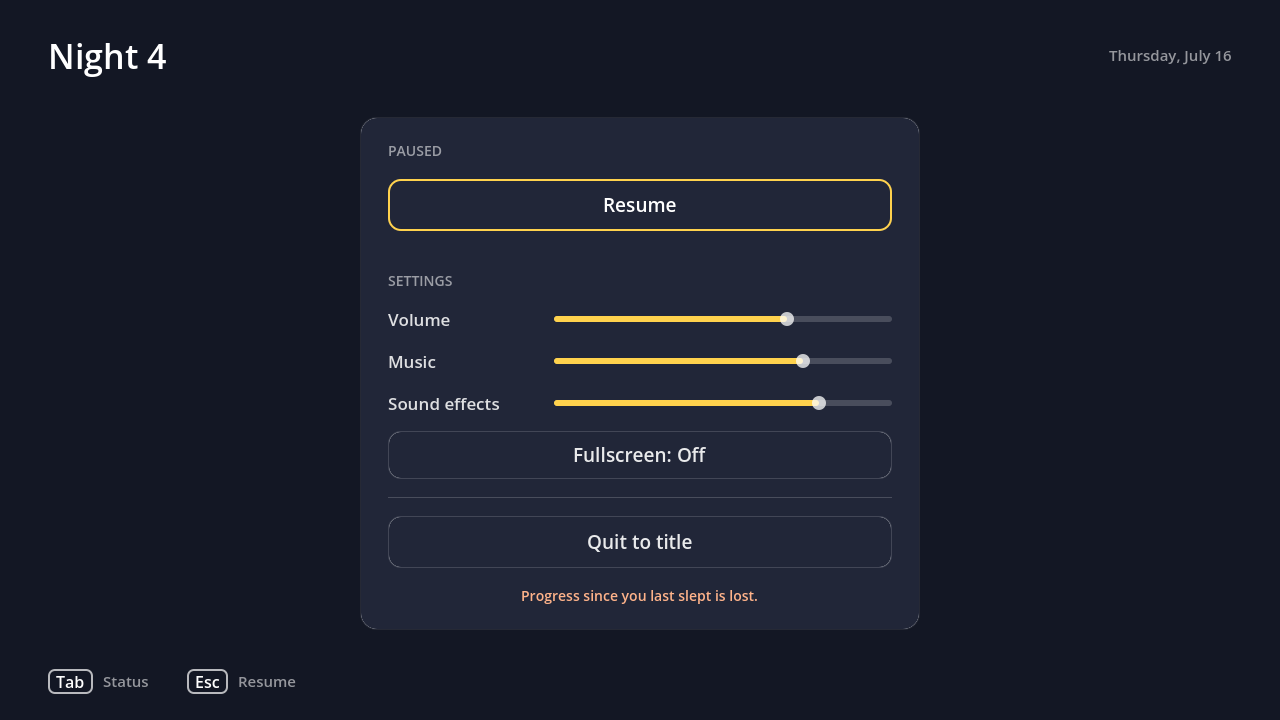 Night 4
Thursday, July 16
PAUSED
Resume
SETTINGS
Volume
Music
Sound effects
Fullscreen: Off
Quit to title
Progress since you last slept is lost.
Tab Status Esc Resume